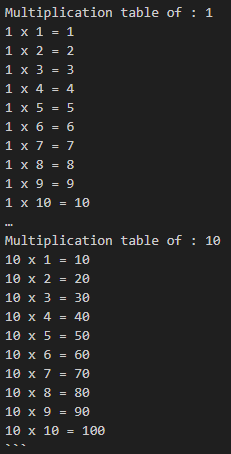 Multiplication table of : 1
1 x 1 = 1
1 x 2 = 2
1 x 3 = 3
1 x 4 = 4
1 x 5 = 5
1 x 6 = 6
1 x 7 = 7
1 x 8 = 8
1 x 9 = 9
1 x 10 = 10
…
Multiplication table of : 10
10 x 1 = 10
10 x 2 = 20
10 x 3 = 30
10 x 4 = 40
10 x 5 = 50
10 x 6 = 60
10 x 7 = 70
10 x 8 = 80
10 x 9 = 90
10 x 10 = 100
```